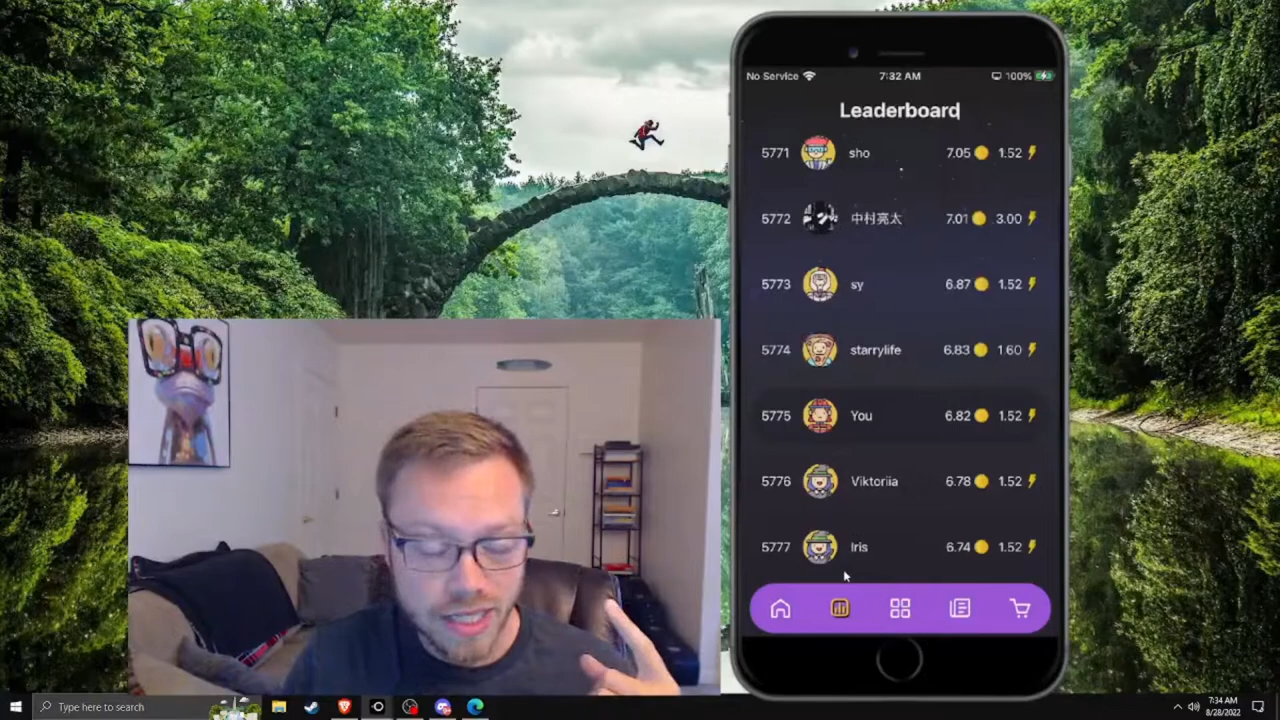 No Service
7:32 AM
100%
Leaderboard
5771 sho 7.05 1.52
5772 中村亮太 7.01 3.00
5773 sy 6.87 1.52
5774 starrylife 6.83 1.60
5775 You 6.82 1.52
5776 Viktoriia 6.78 1.52
5777 Iris 6.74 1.52
Type here to search
7:34 AM
8/28/2022